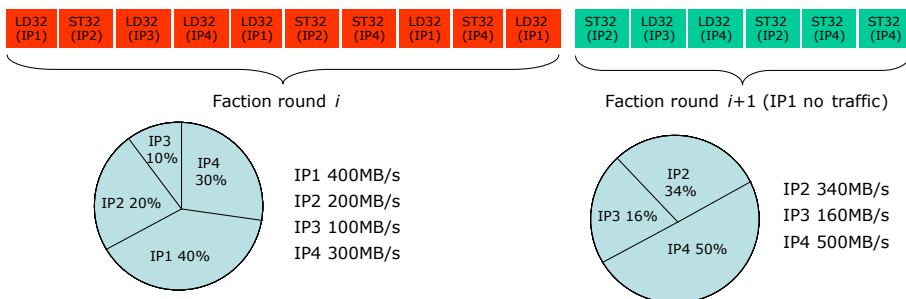 LD32 ST32 LD32 LD32 LD32 ST32 ST32 LD32 ST32 LD32
(IP1) (IP2) (IP3) (IP4) (IP1) (IP2) (IP4) (IP1) (IP4) (IP1)
ST32 LD32 LD32 ST32 ST32 ST32
(IP2) (IP3) (IP4) (IP2) (IP4) (IP4)
Faction round i
Faction round i+1 (IP1 no traffic)
IP3
10%
IP4
30%
IP2 20%
IP1 40%
IP1 400MB/s
IP2 200MB/s
IP3 100MB/s
IP4 300MB/s
IP2
34%
IP3 16%
IP4 50%
IP2 340MB/s
IP3 160MB/s
IP4 500MB/s